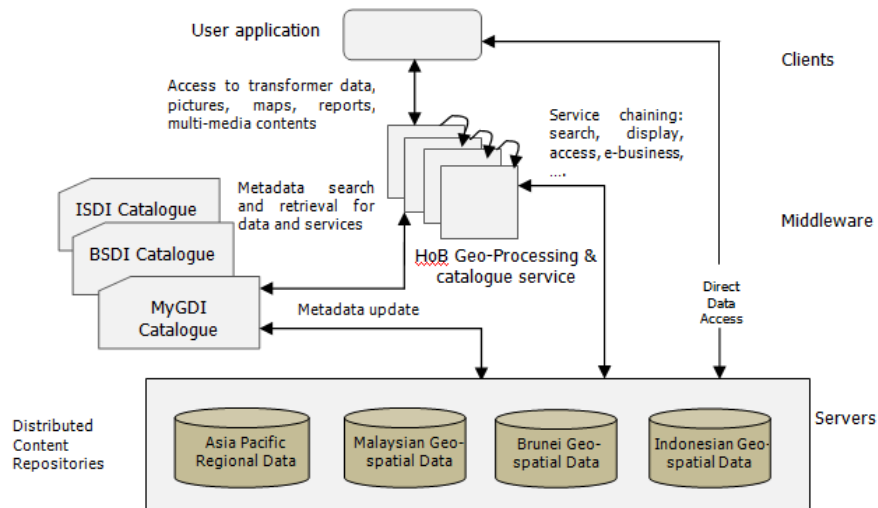 User application
Clients
Access to transformer data,
pictures, maps, reports,
multi-media contents
Service chaining:
search, display,
access, e-business,
....
ISDI Catalogue
Metadata search
and retrieval for
data and services
Middleware
BSDI Catalogue
HoB Geo-Processing &
catalogue service
MyGDI
Catalogue
Metadata update
Direct
Data
Access
Distributed
Content
Repositories
Asia Pacific
Regional Data
Malaysian Geo-
spatial Data
Brunei Geo-
spatial Data
Indonesian Geo-
spatial Data
Servers